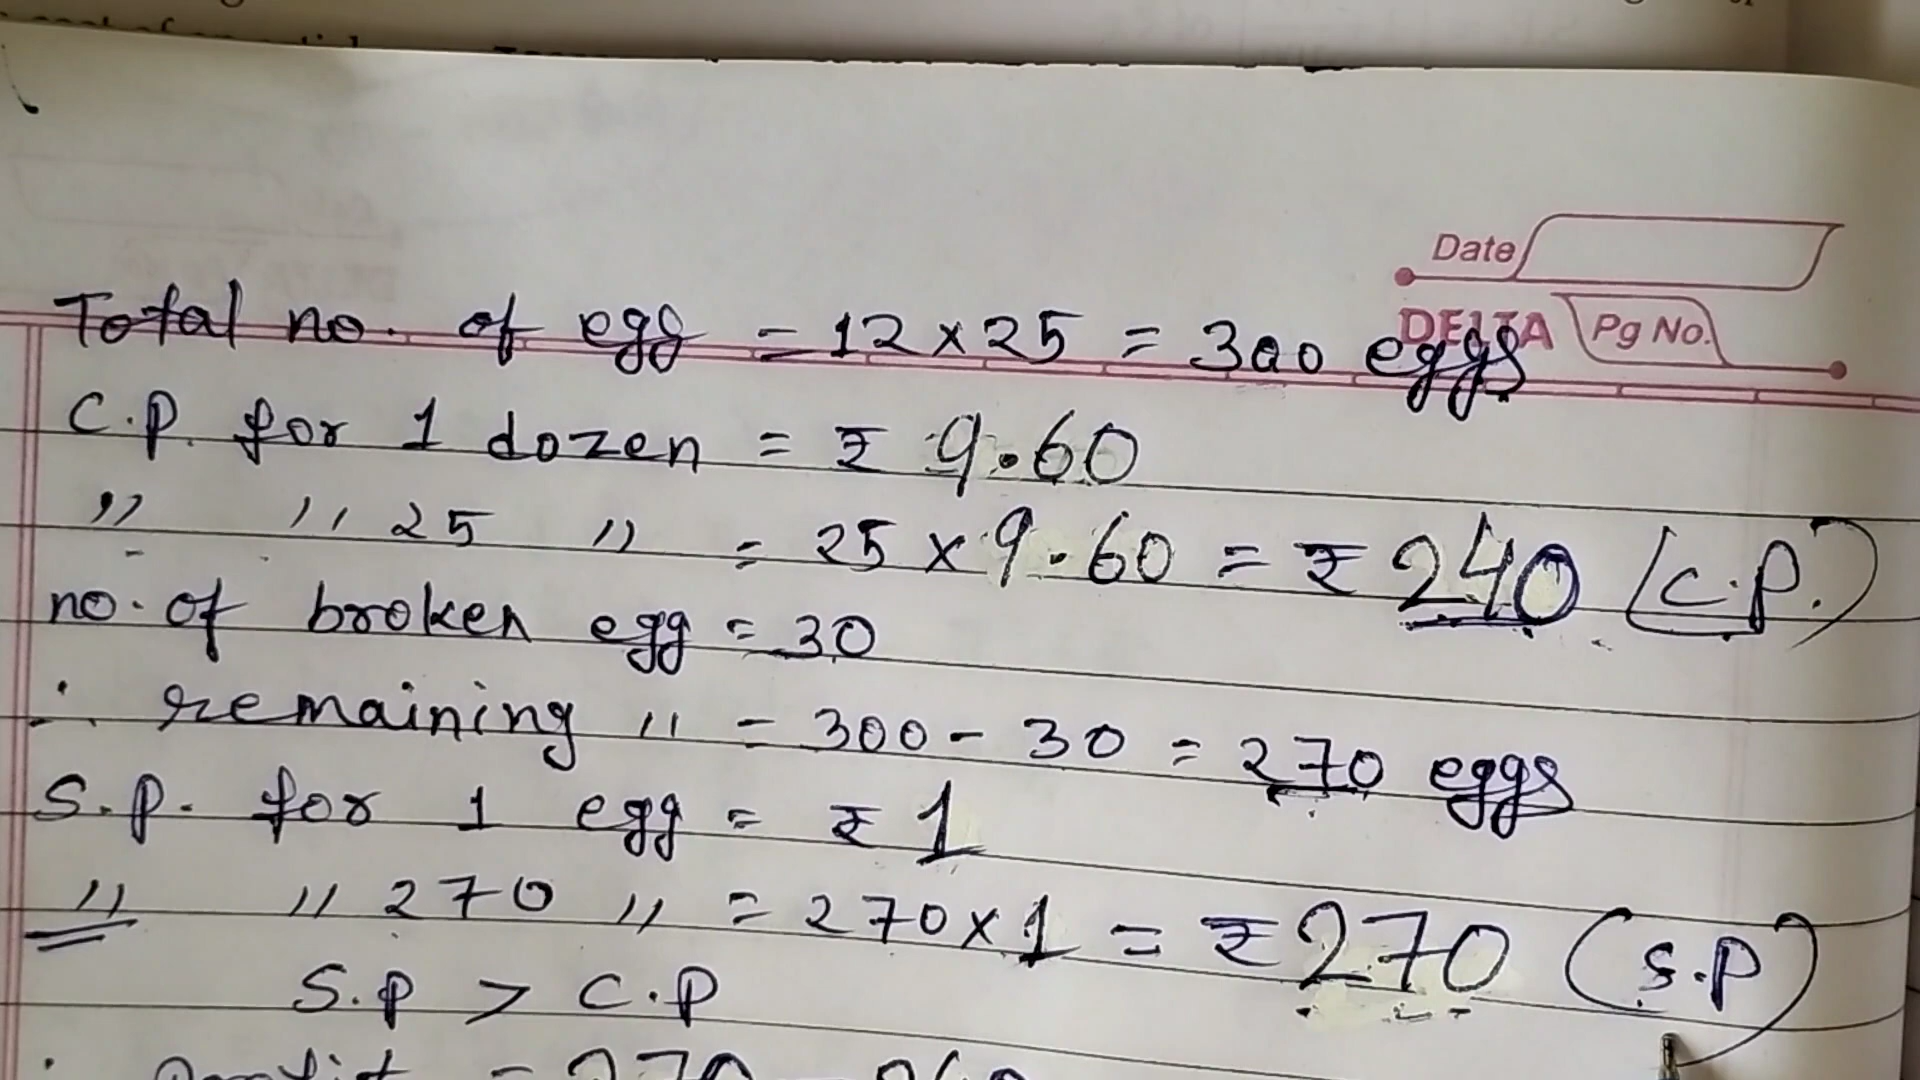 Date
DELTA Pg No.
Total no. of egg = 12 × 25 = 300 eggs
C.P. for 1 dozen = ₹ 9.60
" " 25 " = 25 × 9.60 = ₹ 240 (C.P.)
no. of broken egg = 30
∴ remaining " = 300 - 30 = 270 eggs
S.P. for 1 egg = ₹ 1
" " 270 " = 270 × 1 = ₹ 270 (S.P)
S.P > C.P